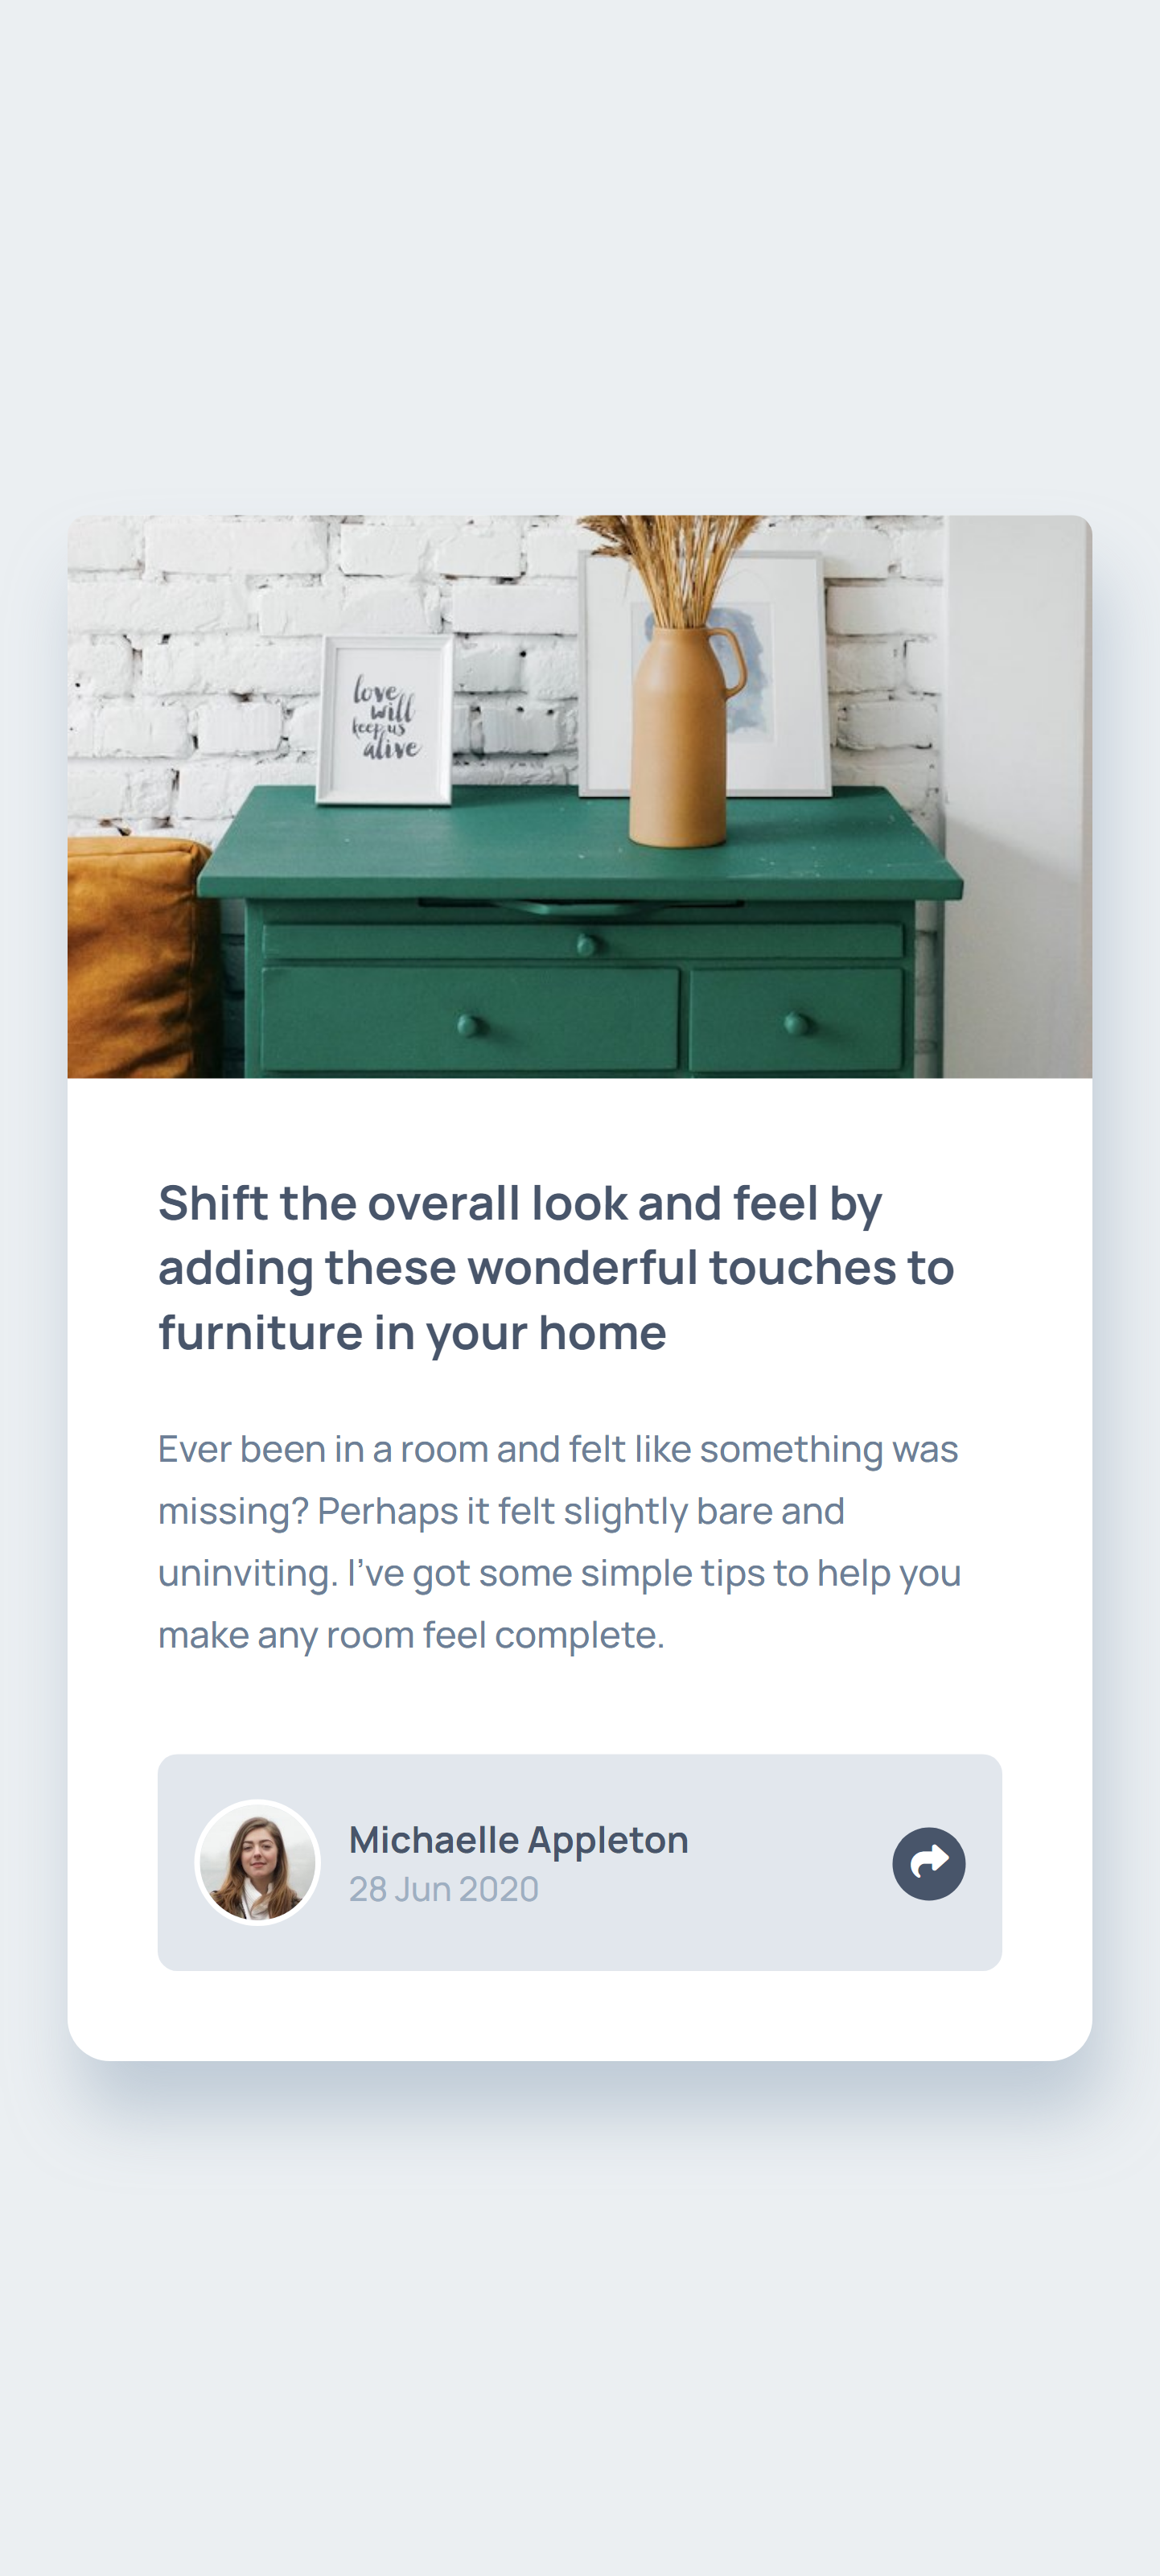 love
will
keep us
alive
Shift the overall look and feel by
adding these wonderful touches to
furniture in your home
Ever been in a room and felt like something was
missing? Perhaps it felt slightly bare and
uninviting. I’ve got some simple tips to help you
make any room feel complete.
Michaelle Appleton
28 Jun 2020